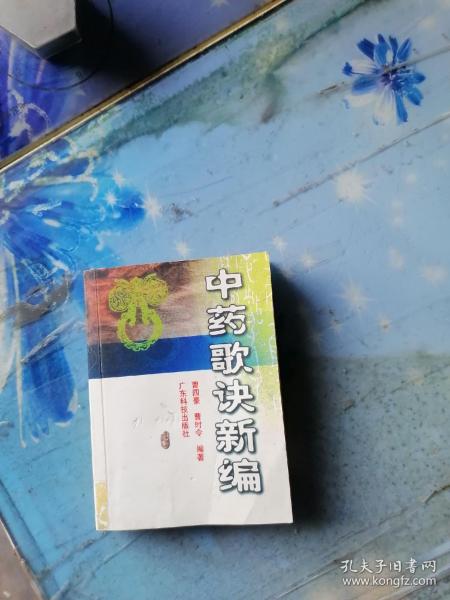 中药歌诀新编
曹四豪 曹时令 编著
广东科技出版社
孔夫子旧书网
www.kongfz.com